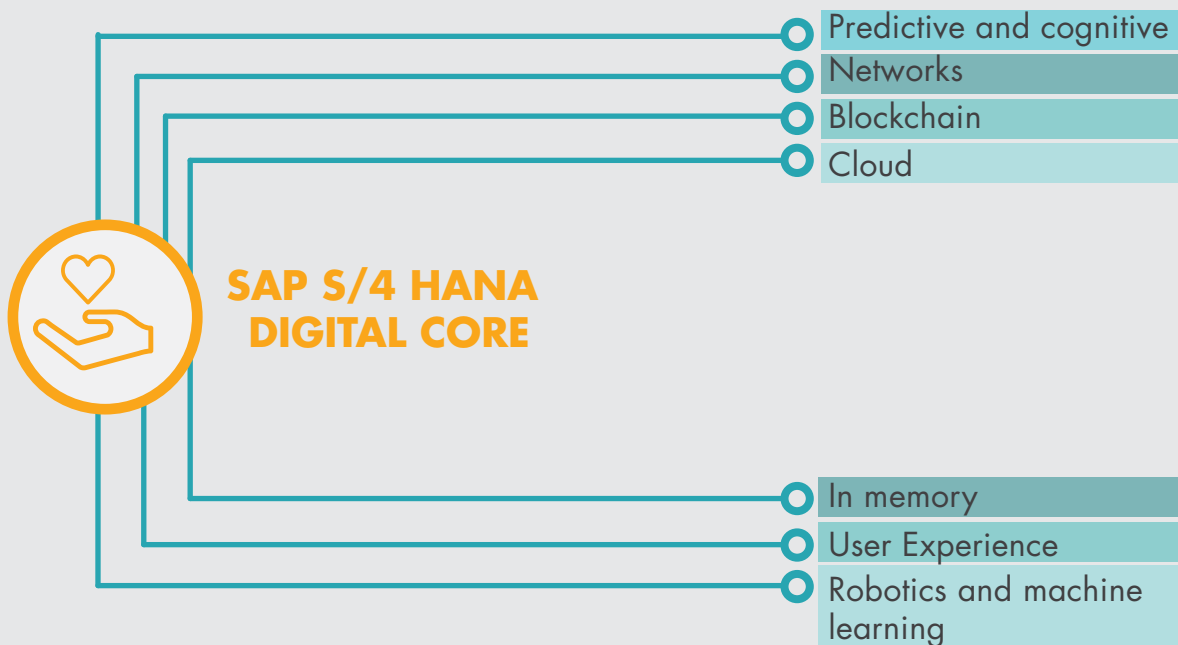 Predictive and cognitive
Networks
Blockchain
Cloud
SAP S/4 HANA
DIGITAL CORE
In memory
User Experience
Robotics and machine
learning